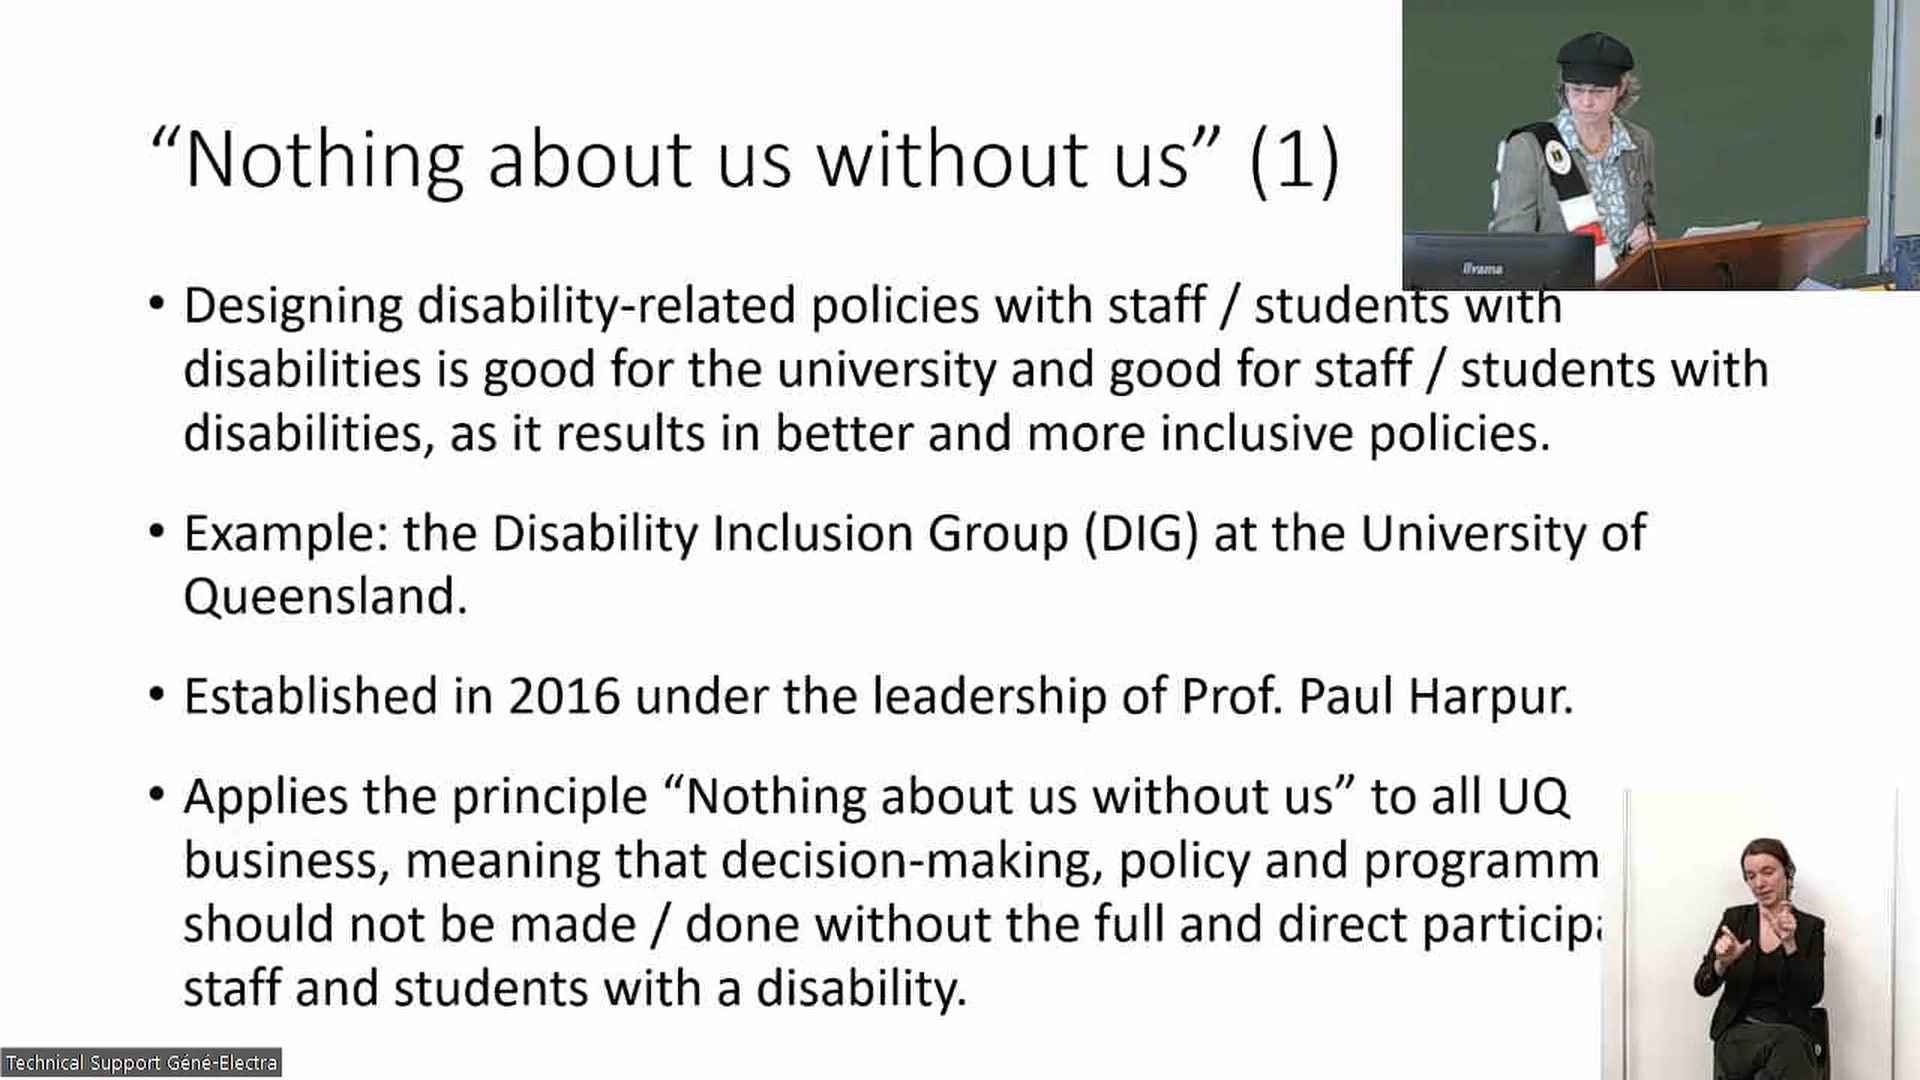 “Nothing about us without us” (1)
• Designing disability-related policies with staff / students with
disabilities is good for the university and good for staff / students with
disabilities, as it results in better and more inclusive policies.
• Example: the Disability Inclusion Group (DIG) at the University of
Queensland.
• Established in 2016 under the leadership of Prof. Paul Harpur.
• Applies the principle “Nothing about us without us” to all UQ
business, meaning that decision-making, policy and programm
should not be made / done without the full and direct
staff and students with a disability.
iiyama
Technical Support Géné-Electra